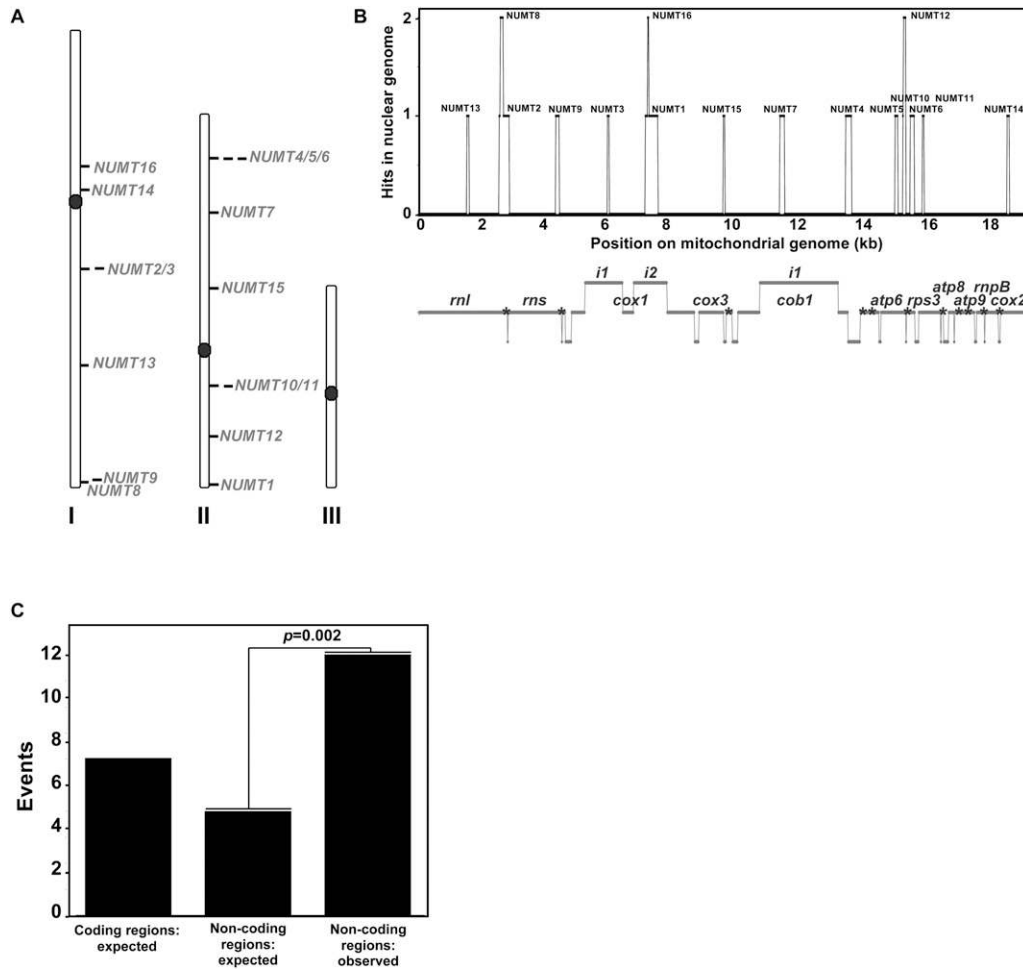 A
NUMT16
NUMT14
NUMT2/3
NUMT13
NUMT9
NUMT8
I
NUMT4/5/6
NUMT7
NUMT15
NUMT10/11
NUMT12
NUMT1
II
III
B
Hits in nuclear genome
2
1
0
NUMT8 NUMT16 NUMT12
NUMT10 NUMT11
NUMT13 NUMT2 NUMT9 NUMT3 NUMT1 NUMT15 NUMT7 NUMT4 NUMT5 NUMT6 NUMT14
0 2 4 6 8 10 12 14 16 18
Position on mitochondrial genome (kb)
i1 i2 i1
atp8 rnpB
rnl * rns * cox1 cox3 * cob1 ** atp6 * rps3 * atp9 ** * cox2 *
C
Events
12
10
8
6
4
2
0
p=0.002
Coding regions:
expected
Non-coding
regions:
expected
Non-coding
regions:
observed